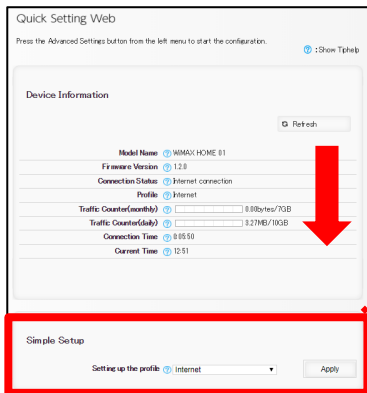 Quick Setting Web
Press the Advanced Settings button from the left menu to start the configuration.
? : Show Tiphelp
Device Information
Refresh
Model Name ? WiMAX HOME 01
Firmware Version ? 1.2.0
Connection Status ? Internet connection
Profile ? Internet
Traffic Counter(monthly) ? 0.00bytes/7GB
Traffic Counter(daily) ? 3.27MB/10GB
Connection Time ? 0:05:50
Current Time ? 12:51
Simple Setup
Setting up the profile ? Internet ▼ Apply